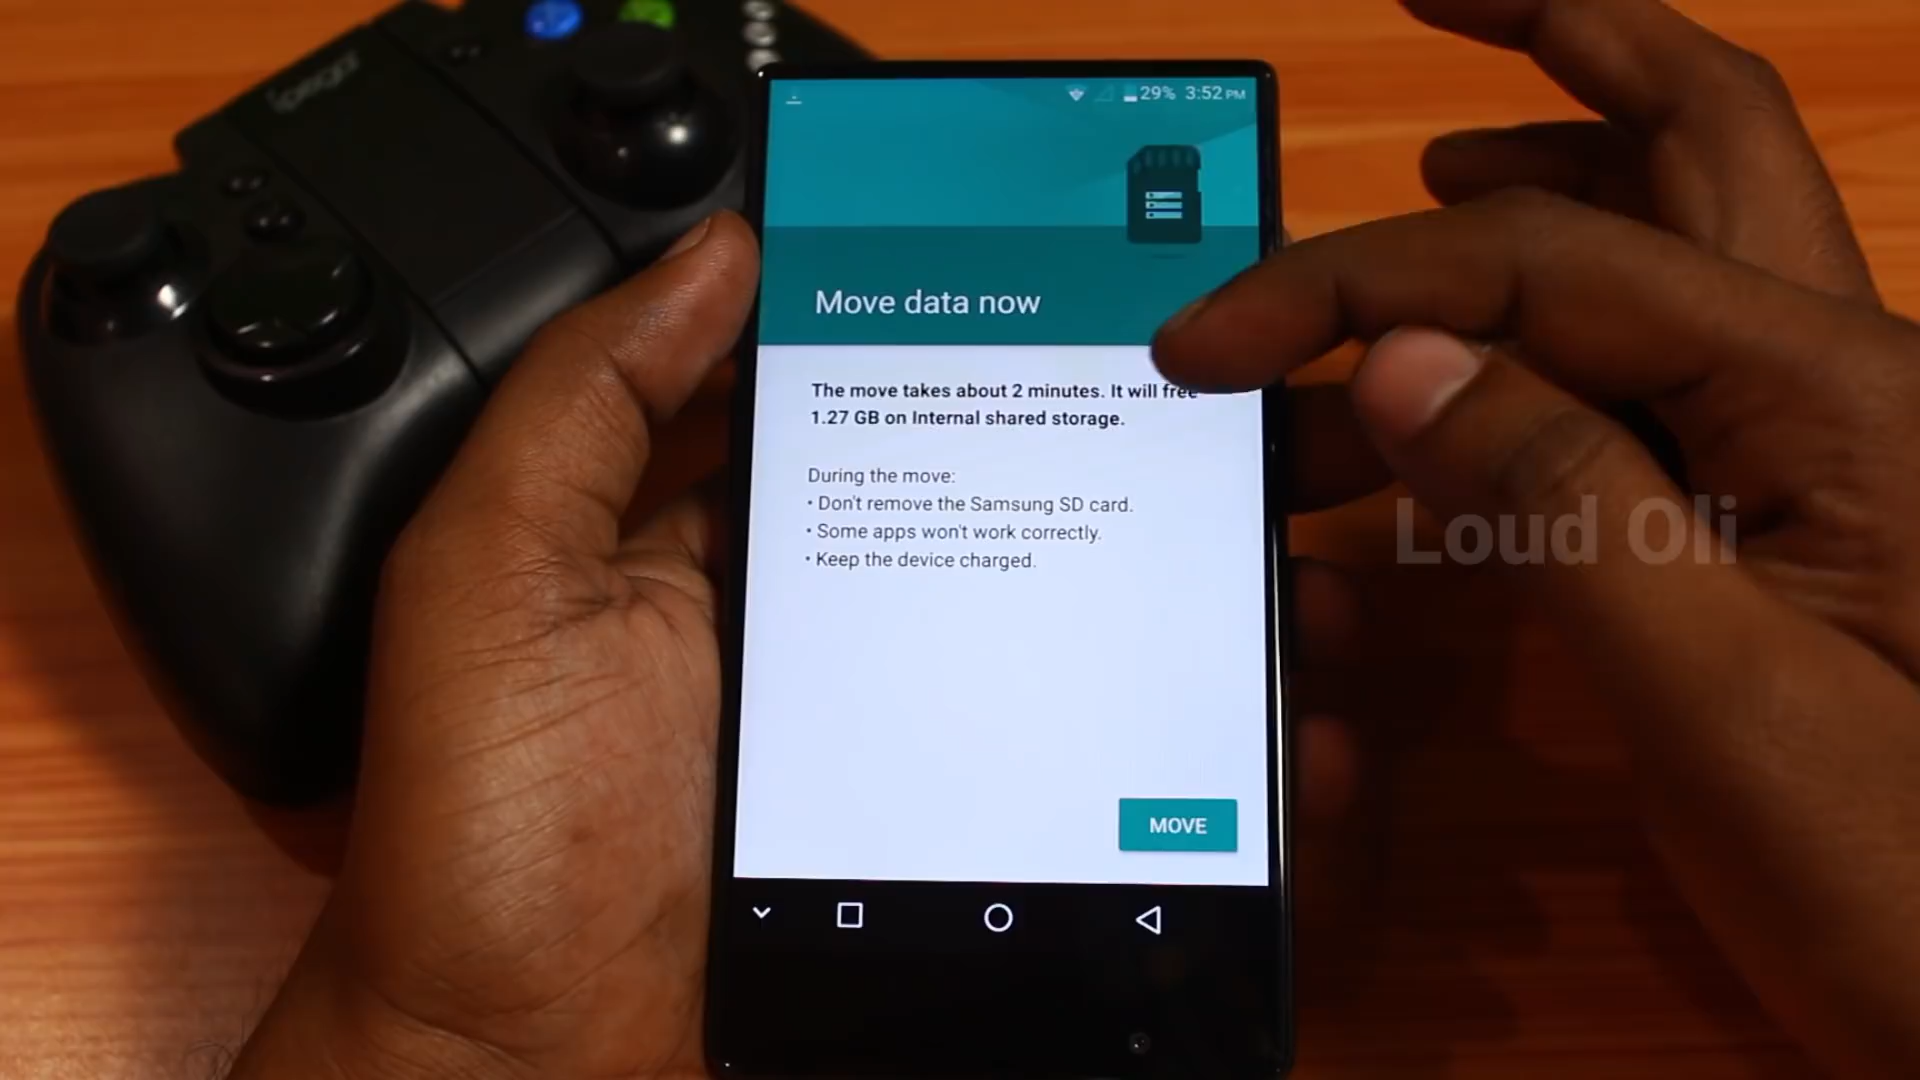 ipega
29% 3:52 PM
Move data now
The move takes about 2 minutes. It will free
1.27 GB on Internal shared storage.
During the move:
• Don't remove the Samsung SD card.
• Some apps won't work correctly.
• Keep the device charged.
MOVE
Loud Oli